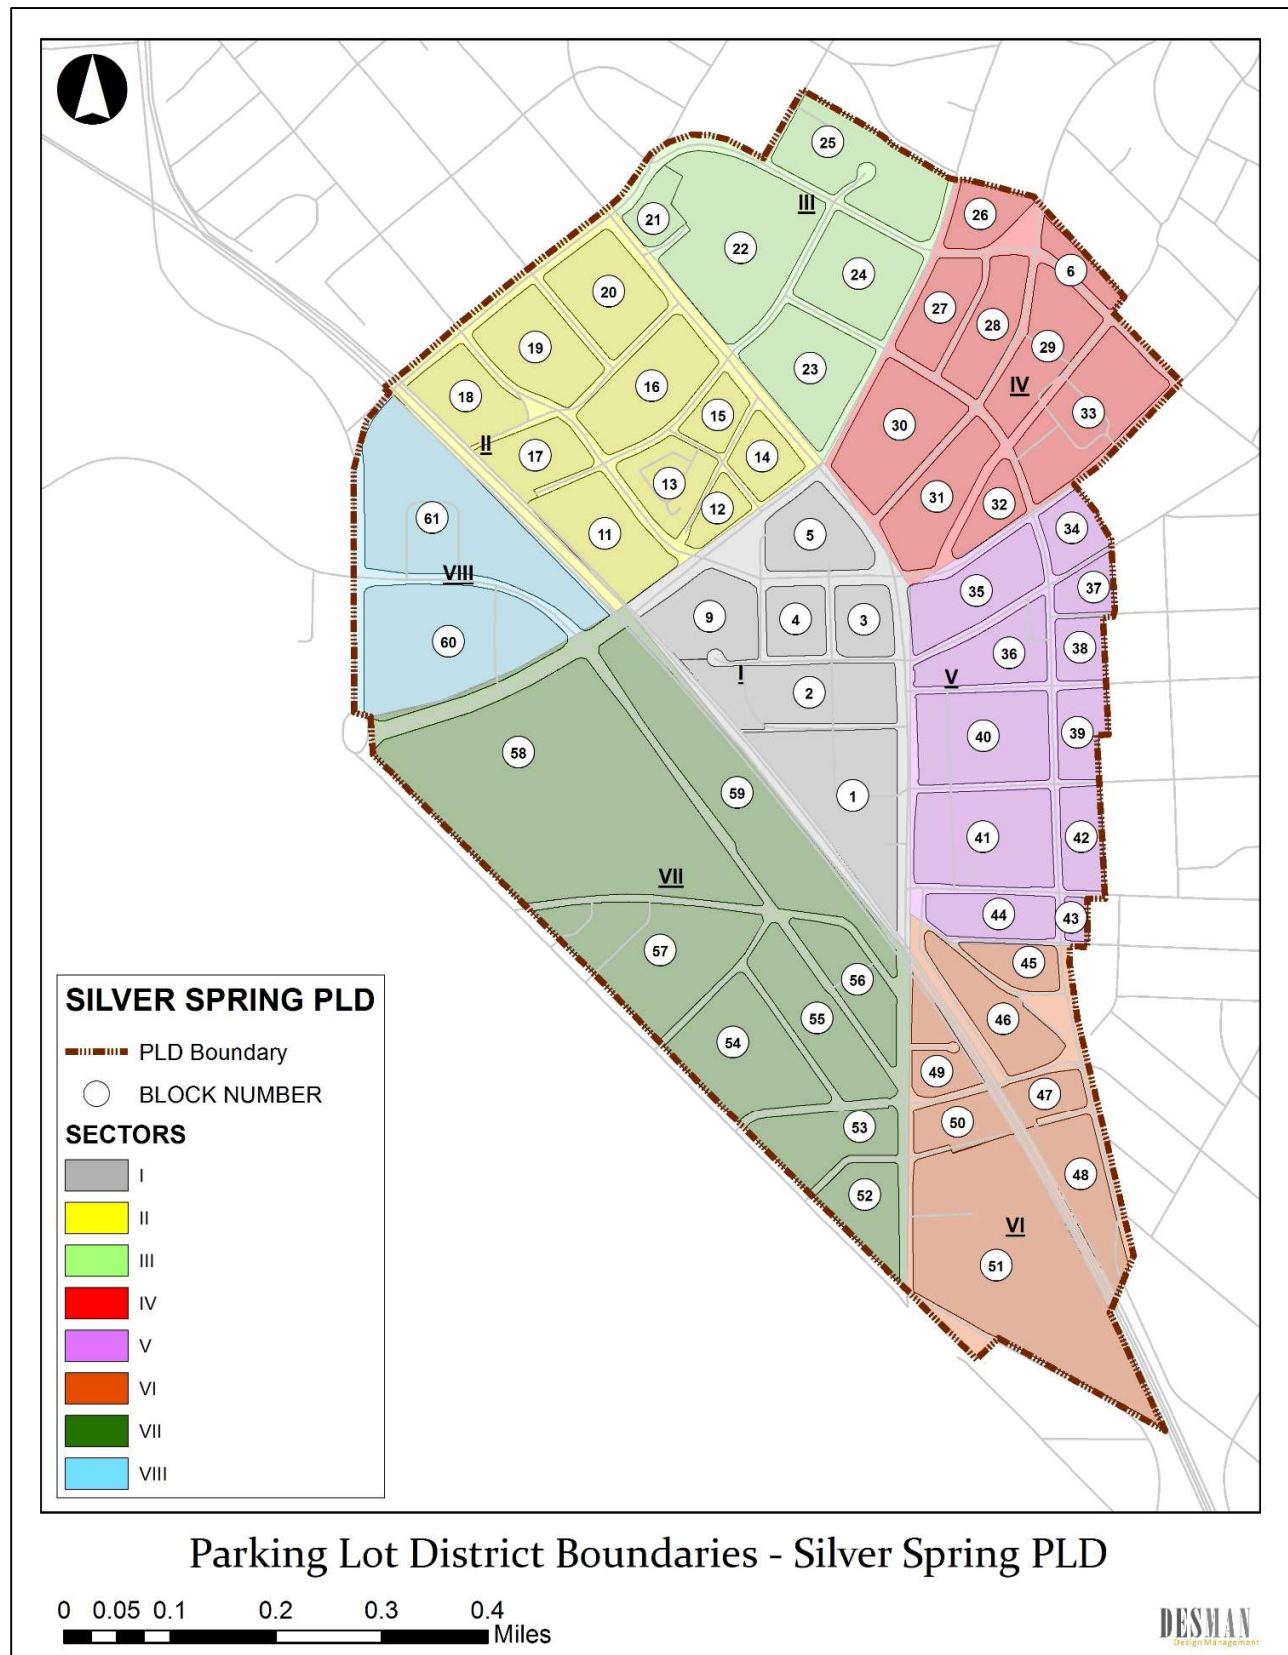 25
III
26
21
22
24
6
20
27
28
29
19
16
23
IV
18
15
33
30
II
17
14
13
31
32
12
61
11
5
34
VIII
35
37
9
4
3
60
36
38
I
V
2
58
40
39
59
1
41
42
VII
44
43
57
45
56
46
55
54
49
47
50
53
48
52
VI
51
SILVER SPRING PLD
PLD Boundary
BLOCK NUMBER
SECTORS
I
II
III
IV
V
VI
VII
VIII
Parking Lot District Boundaries - Silver Spring PLD
0 0.05 0.1 0.2 0.3 0.4
Miles
DESMAN
Design Management